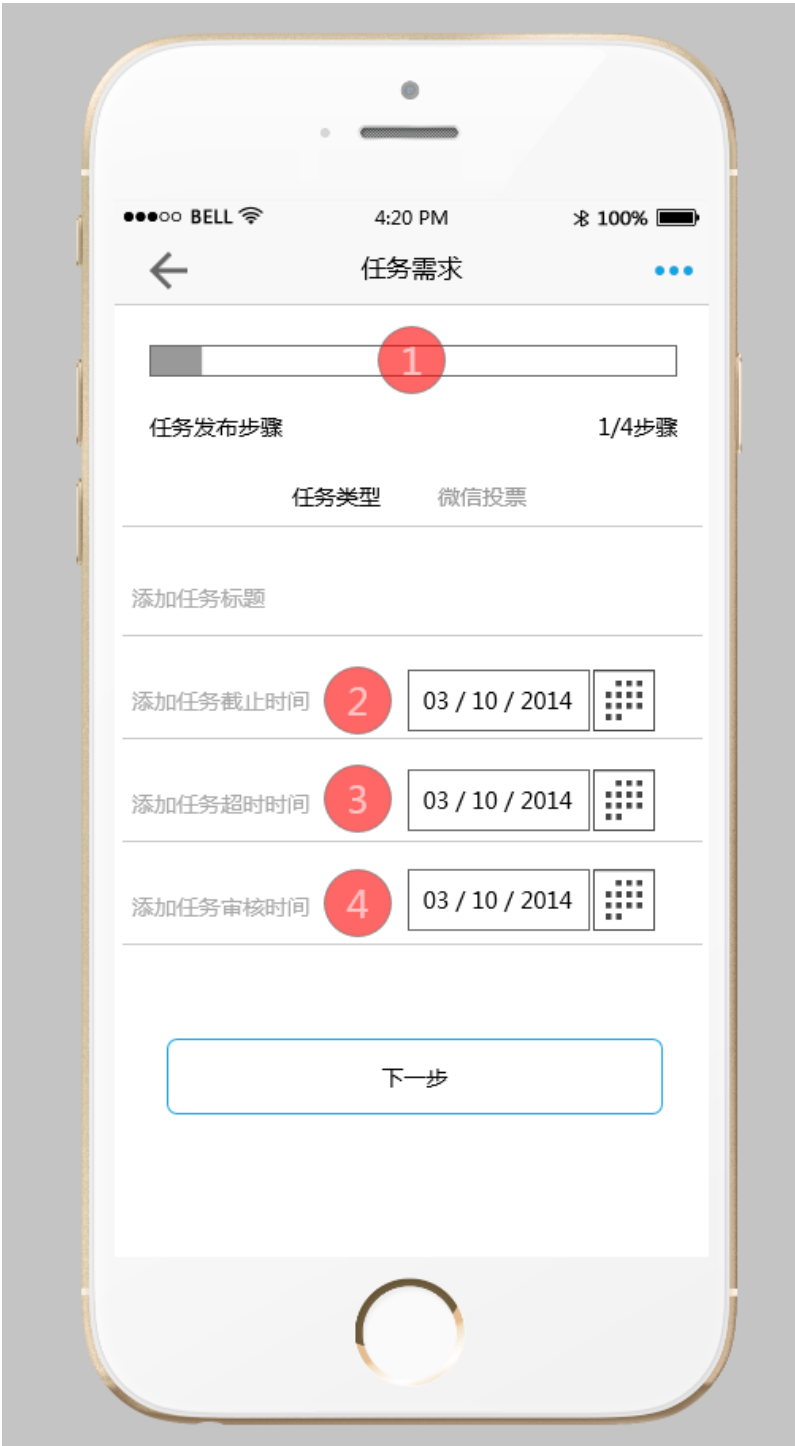 BELL 4:20 PM 100%
任务需求
1
任务发布步骤 1/4步骤
任务类型 微信投票
添加任务标题
添加任务截止时间 2 03 / 10 / 2014
添加任务超时时间 3 03 / 10 / 2014
添加任务审核时间 4 03 / 10 / 2014
下一步